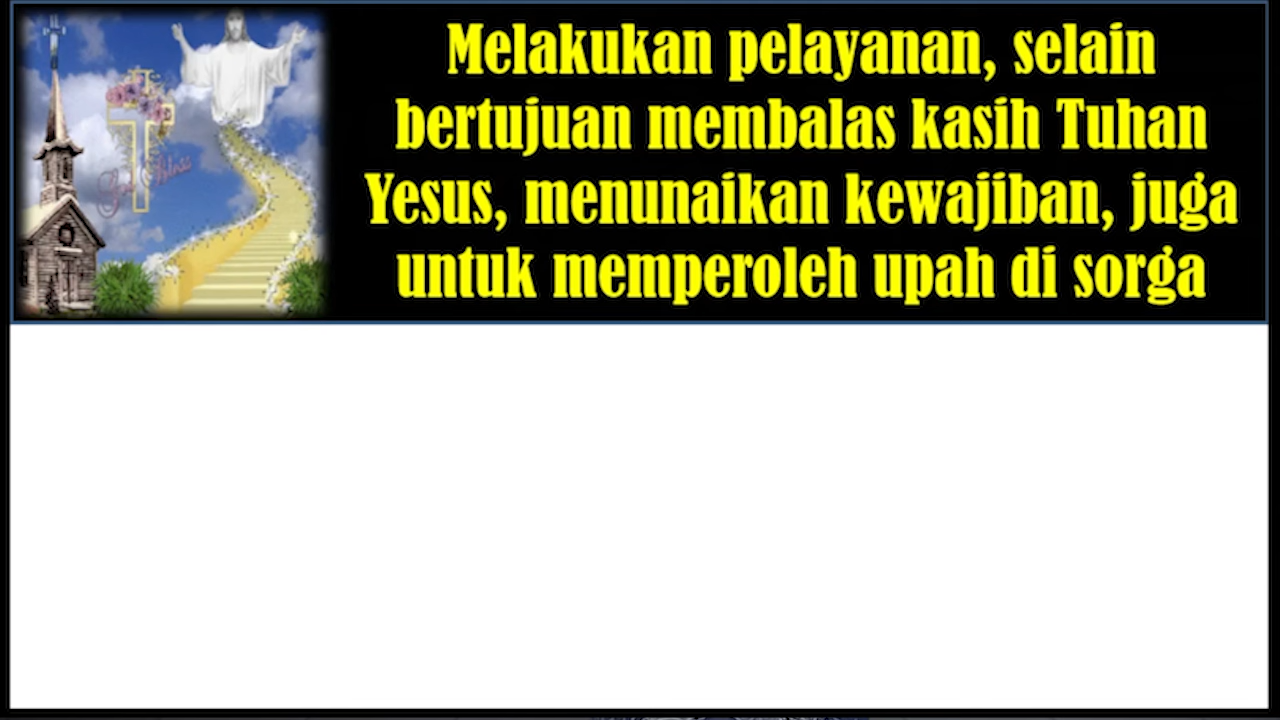 Melakukan pelayanan, selain
bertujuan membalas kasih Tuhan
Yesus, menunaikan kewajiban, juga
untuk memperoleh upah di sorga